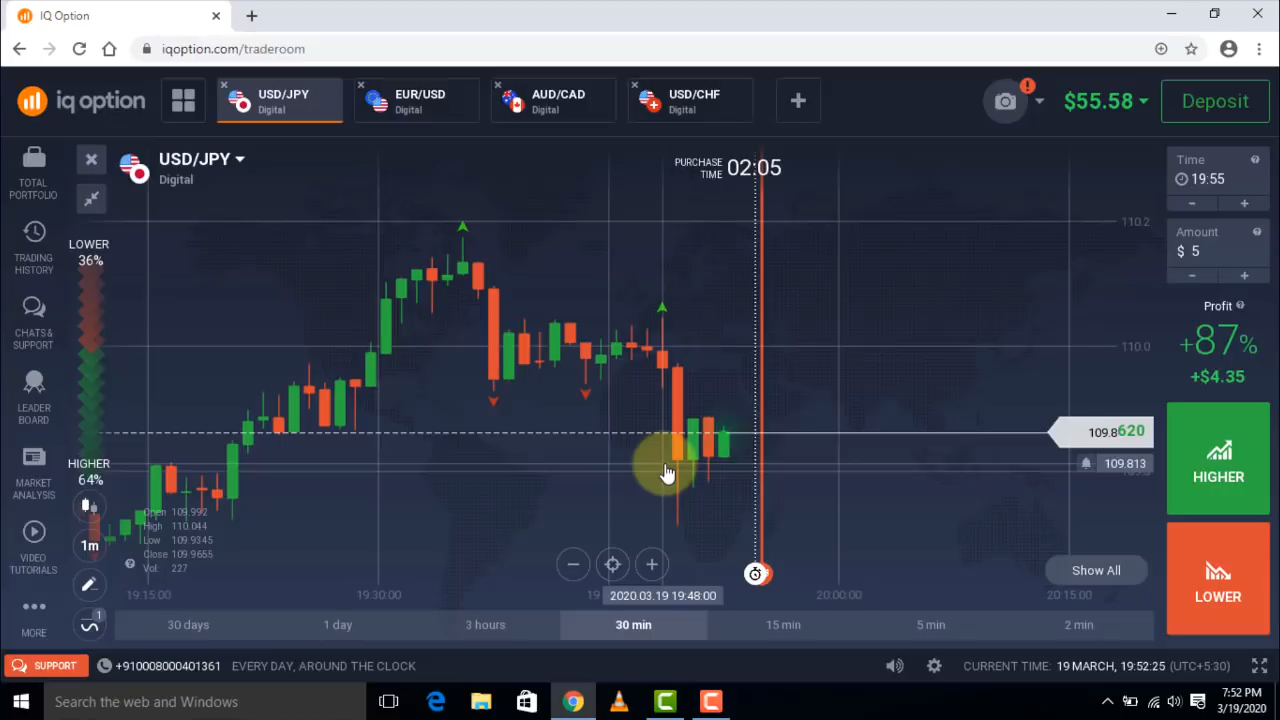 IQ Option
iqoption.com/traderoom
iq option
USD/JPY
Digital
EUR/USD
Digital
AUD/CAD
Digital
USD/CHF
Digital
$55.58
Deposit
TOTAL
PORTFOLIO
TRADING
HISTORY
CHATS &
SUPPORT
LEADER
BOARD
MARKET
ANALYSIS
VIDEO
TUTORIALS
MORE
USD/JPY
Digital
LOWER
36%
HIGHER
64%
1m
1
PURCHASE
TIME
02:05
110.2
110.0
109.8620
109.813
Open 109.992
High 110.044
Low 109.9345
Close 109.9655
Vol. 227
Show All
19:15:00
19:30:00
19
2020.03.19 19:48:00
20:00:00
20:15:00
30 days
1 day
3 hours
30 min
15 min
5 min
2 min
Time
19:55
Amount
$ 5
Profit
+87%
+$4.35
HIGHER
LOWER
SUPPORT
+910008000401361
EVERY DAY, AROUND THE CLOCK
CURRENT TIME: 19 MARCH, 19:52:25 (UTC+5:30)
Search the web and Windows
7:52 PM
3/19/2020